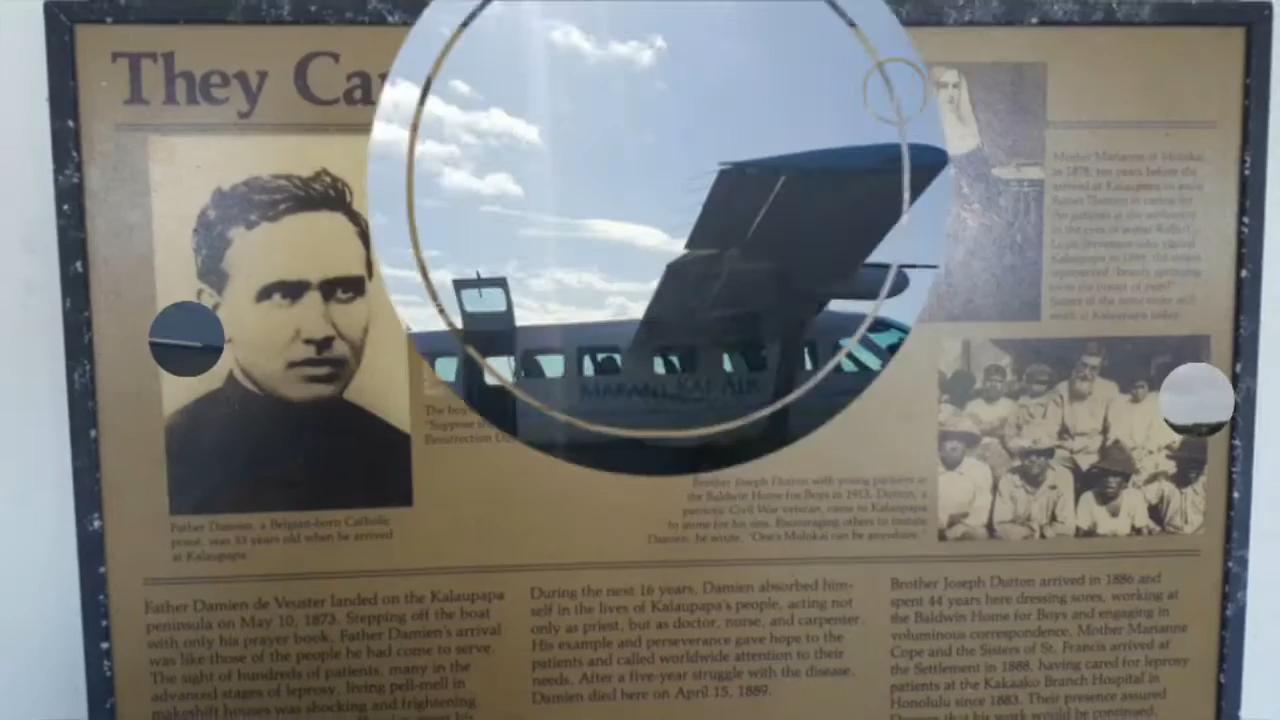 They Ca
Mother Marianne of Molokai,
in 1878, ten years before she
arrived at Kalaupapa to assist
Father Damien in caring for
work at Kalaupapa today.
The boy
"Suppose
Resurrection
Brother Joseph Dutton with young patients at
the Baldwin Home for Boys in 1913. Dutton, a
patriotic Civil War veteran, came to Kalaupapa
to atone for his sins. Encouraging others to imitate
Damien, he wrote, "One's Molokai can be anywhere."
Father Damien, a Belgian-born Catholic
priest, was 33 years old when he arrived
at Kalaupapa.
Father Damien de Veuster landed on the Kalaupapa
peninsula on May 10, 1873. Stepping off the boat
with only his prayer book, Father Damien's arrival
was like those of the people he had come to serve.
The sight of hundreds of patients, many in the
advanced stages of leprosy, living pell-mell in
makeshift houses was shocking and frightening
During the next 16 years, Damien absorbed him-
self in the lives of Kalaupapa's people, acting not
only as priest, but as doctor, nurse, and carpenter.
His example and perseverance gave hope to the
patients and called worldwide attention to their
needs. After a five-year struggle with the disease,
Damien died here on April 15, 1889.
Brother Joseph Dutton arrived in 1886 and
spent 44 years here dressing sores, working at
the Baldwin Home for Boys and engaging in
voluminous correspondence. Mother Marianne
Cope and the Sisters of St. Francis arrived at
the Settlement in 1888, having cared for leprosy
patients at the Kakaako Branch Hospital in
Honolulu since 1883. Their presence assured
Damien that his work would be continued.